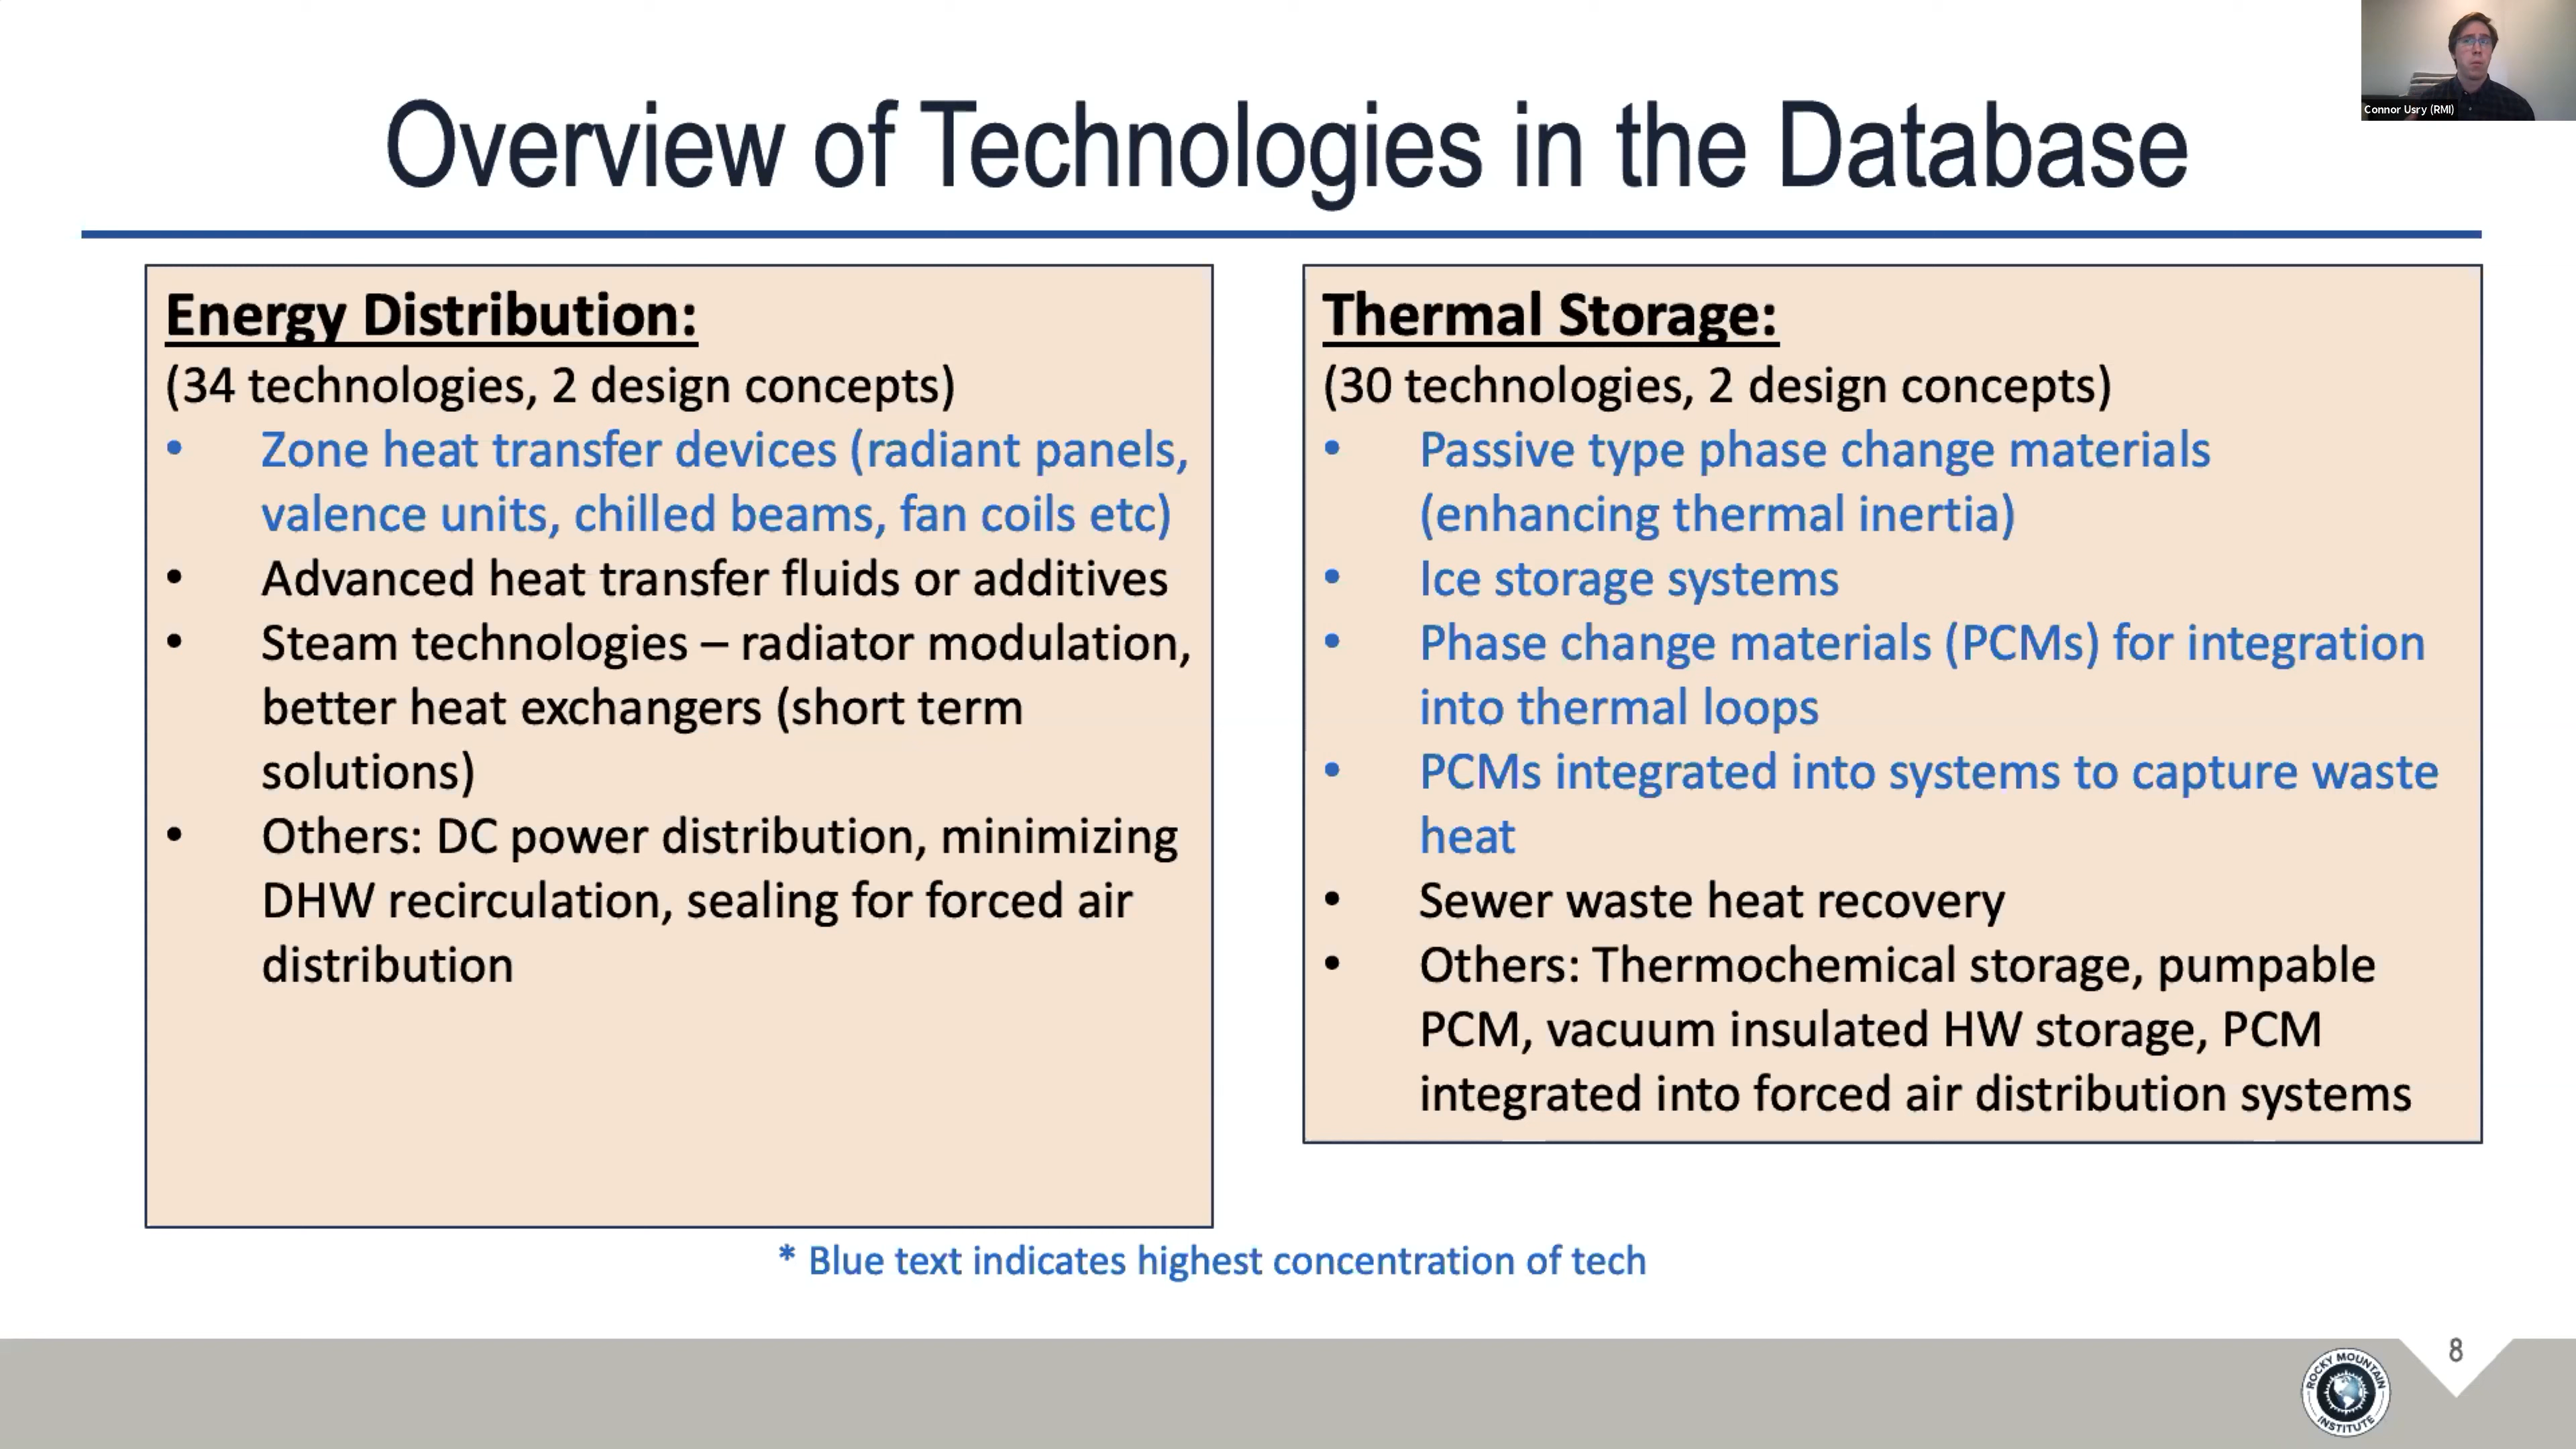 Connor Usry (RMI)
Overview of Technologies in the Database
Energy Distribution:
(34 technologies, 2 design concepts)
• Zone heat transfer devices (radiant panels,
valence units, chilled beams, fan coils etc)
• Advanced heat transfer fluids or additives
• Steam technologies – radiator modulation,
better heat exchangers (short term
solutions)
• Others: DC power distribution, minimizing
DHW recirculation, sealing for forced air
distribution
Thermal Storage:
(30 technologies, 2 design concepts)
• Passive type phase change materials
(enhancing thermal inertia)
• Ice storage systems
• Phase change materials (PCMs) for integration
into thermal loops
• PCMs integrated into systems to capture waste
heat
• Sewer waste heat recovery
• Others: Thermochemical storage, pumpable
PCM, vacuum insulated HW storage, PCM
integrated into forced air distribution systems
* Blue text indicates highest concentration of tech
8
ROCKY MOUNTAIN
INSTITUTE